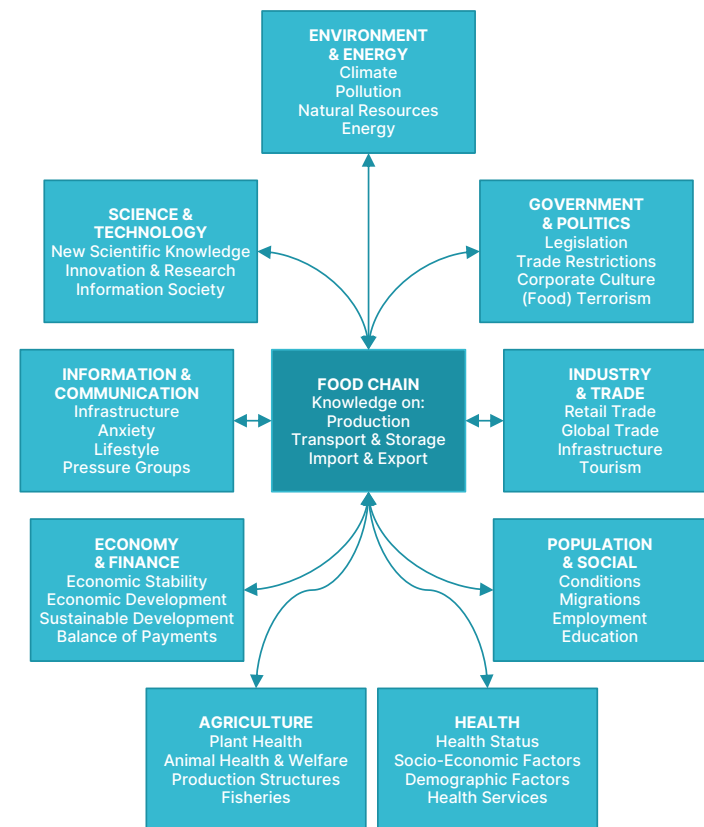 ENVIRONMENT
& ENERGY
Climate
Pollution
Natural Resources
Energy
SCIENCE &
TECHNOLOGY
New Scientific Knowledge
Innovation & Research
Information Society
GOVERNMENT
& POLITICS
Legislation
Trade Restrictions
Corporate Culture
(Food) Terrorism
INFORMATION &
COMMUNICATION
Infrastructure
Anxiety
Lifestyle
Pressure Groups
FOOD CHAIN
Knowledge on:
Production
Transport & Storage
Import & Export
INDUSTRY
& TRADE
Retail Trade
Global Trade
Infrastructure
Tourism
ECONOMY
& FINANCE
Economic Stability
Economic Development
Sustainable Development
Balance of Payments
POPULATION
& SOCIAL
Conditions
Migrations
Employment
Education
AGRICULTURE
Plant Health
Animal Health & Welfare
Production Structures
Fisheries
HEALTH
Health Status
Socio-Economic Factors
Demographic Factors
Health Services